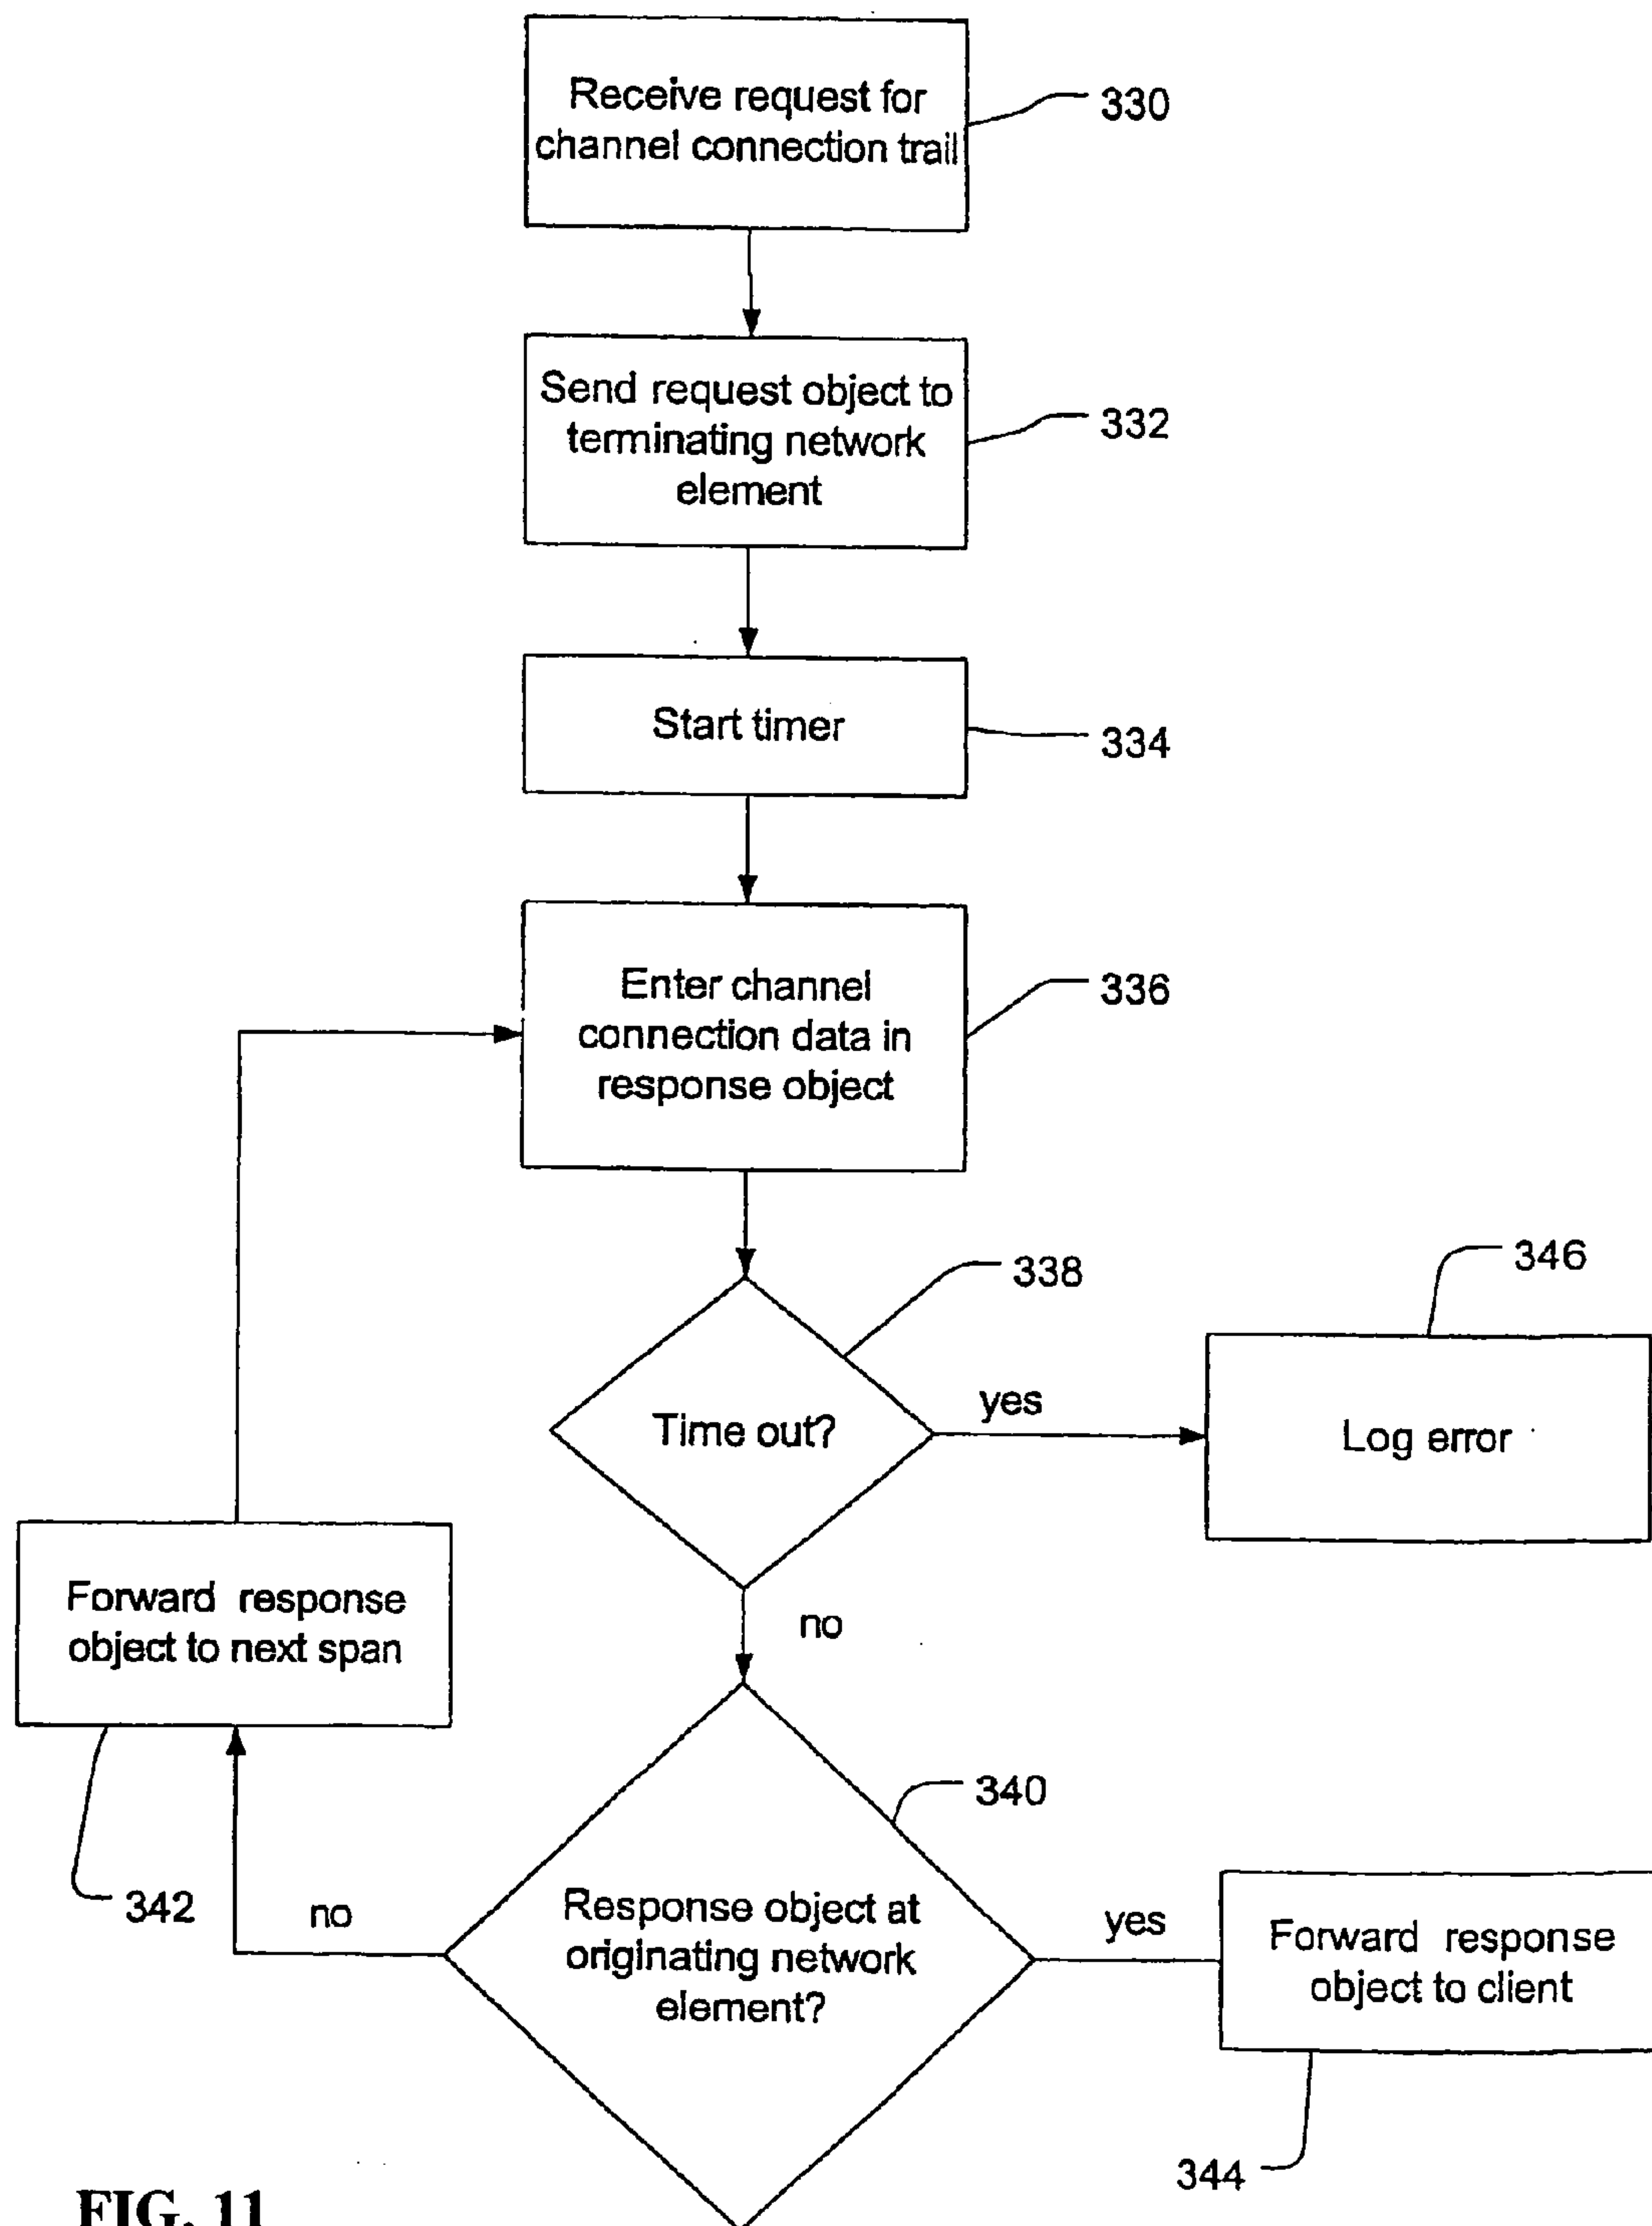 Receive request for
channel connection trail
330
Send request object to
terminating network
element
332
Start timer
334
Enter channel
connection data in
response object
336
338
346
Time out?
yes
Log error
no
Forward response
object to next span
342
340
no
Response object at
originating network
element?
yes
Forward response
object to client
344
FIG. 11